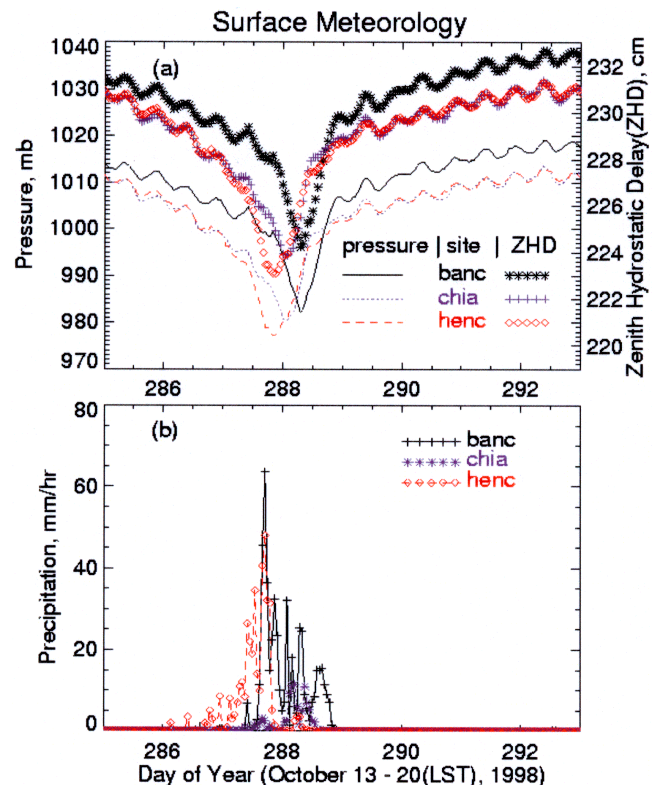 Surface Meteorology
(a)
1040
1030
1020
1010
1000
990
980
970
Pressure, mb
232
230
228
226
224
222
220
Zenith Hydrostatic Delay(ZHD), cm
pressure | site | ZHD
banc
chia
henc
286 288 290 292
(b)
80
60
40
20
0
Precipitation, mm/hr
banc
chia
henc
286 288 290 292
Day of Year (October 13 - 20(LST), 1998)